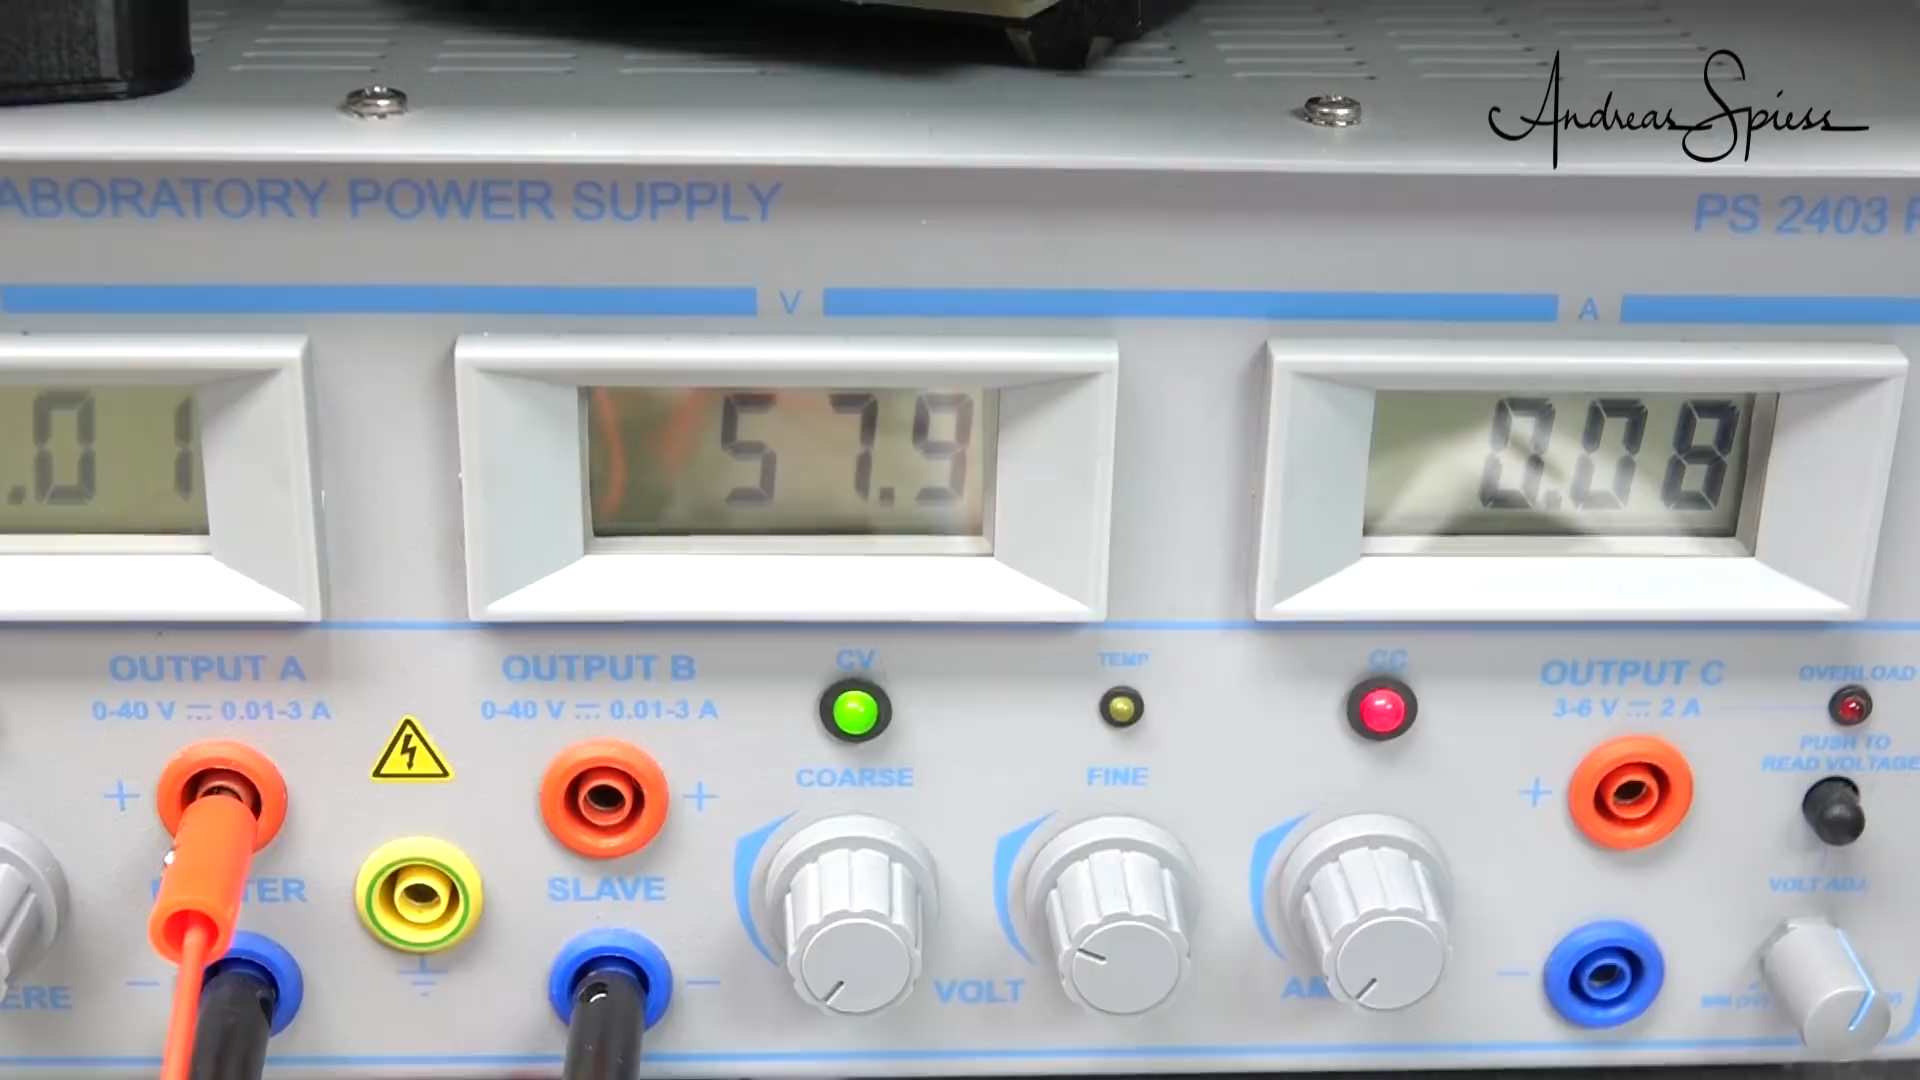 Andreas Spiess
ABORATORY POWER SUPPLY
PS 2403
V
A
.01
57.9
0.08
OUTPUT A
0-40 V ⎓ 0.01-3 A
OUTPUT B
0-40 V ⎓ 0.01-3 A
CV
TEMP
CC
OUTPUT C
3-6 V ⎓ 2 A
OVERLOAD
PUSH TO
READ VOLTAGE
COARSE
FINE
+
+
+
SLAVE
VOLT ADJ.
VOLT